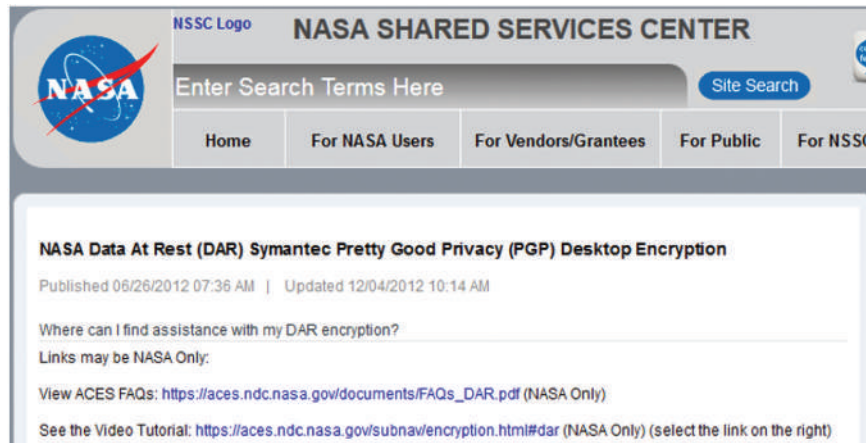 NSSC Logo
NASA SHARED SERVICES CENTER
NASA
Enter Search Terms Here
Site Search
Home
For NASA Users
For Vendors/Grantees
For Public
For NSSC
NASA Data At Rest (DAR) Symantec Pretty Good Privacy (PGP) Desktop Encryption
Published 06/26/2012 07:36 AM | Updated 12/04/2012 10:14 AM
Where can I find assistance with my DAR encryption?
Links may be NASA Only:
View ACES FAQs: https://aces.ndc.nasa.gov/documents/FAQs_DAR.pdf (NASA Only)
See the Video Tutorial: https://aces.ndc.nasa.gov/subnav/encryption.html#dar (NASA Only) (select the link on the right)